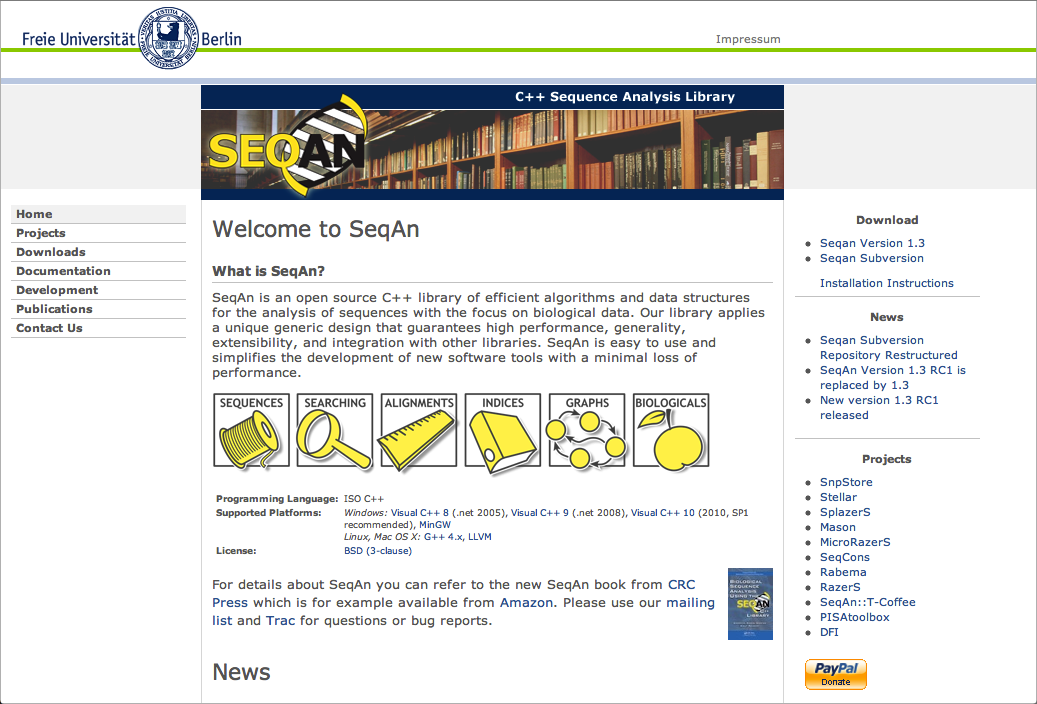 Freie Universität Berlin
Impressum
C++ Sequence Analysis Library
SEQAN
Home
Projects
Downloads
Documentation
Development
Publications
Contact Us
Welcome to SeqAn
What is SeqAn?
SeqAn is an open source C++ library of efficient algorithms and data structures
for the analysis of sequences with the focus on biological data. Our library applies
a unique generic design that guarantees high performance, generality,
extensibility, and integration with other libraries. SeqAn is easy to use and
simplifies the development of new software tools with a minimal loss of
performance.
SEQUENCES SEARCHING ALIGNMENTS INDICES GRAPHS BIOLOGICALS
Programming Language: ISO C++
Supported Platforms: Windows: Visual C++ 8 (.net 2005), Visual C++ 9 (.net 2008), Visual C++ 10 (2010, SP1
recommended), MinGW
Linux, Mac OS X: G++ 4.x, LLVM
License: BSD (3-clause)
For details about SeqAn you can refer to the new SeqAn book from CRC
Press which is for example available from Amazon. Please use our mailing
list and Trac for questions or bug reports.
BIOLOGICAL
SEQUENCE
ANALYSIS
USING THE
SEQAN
C++
LIBRARY
News
Download
Seqan Version 1.3
Seqan Subversion
Installation Instructions
News
Seqan Subversion
Repository Restructured
SeqAn Version 1.3 RC1 is
replaced by 1.3
New version 1.3 RC1
released
Projects
SnpStore
Stellar
SplazerS
Mason
MicroRazerS
SeqCons
Rabema
RazerS
SeqAn::T-Coffee
PISAtoolbox
DFI
PayPal
Donate